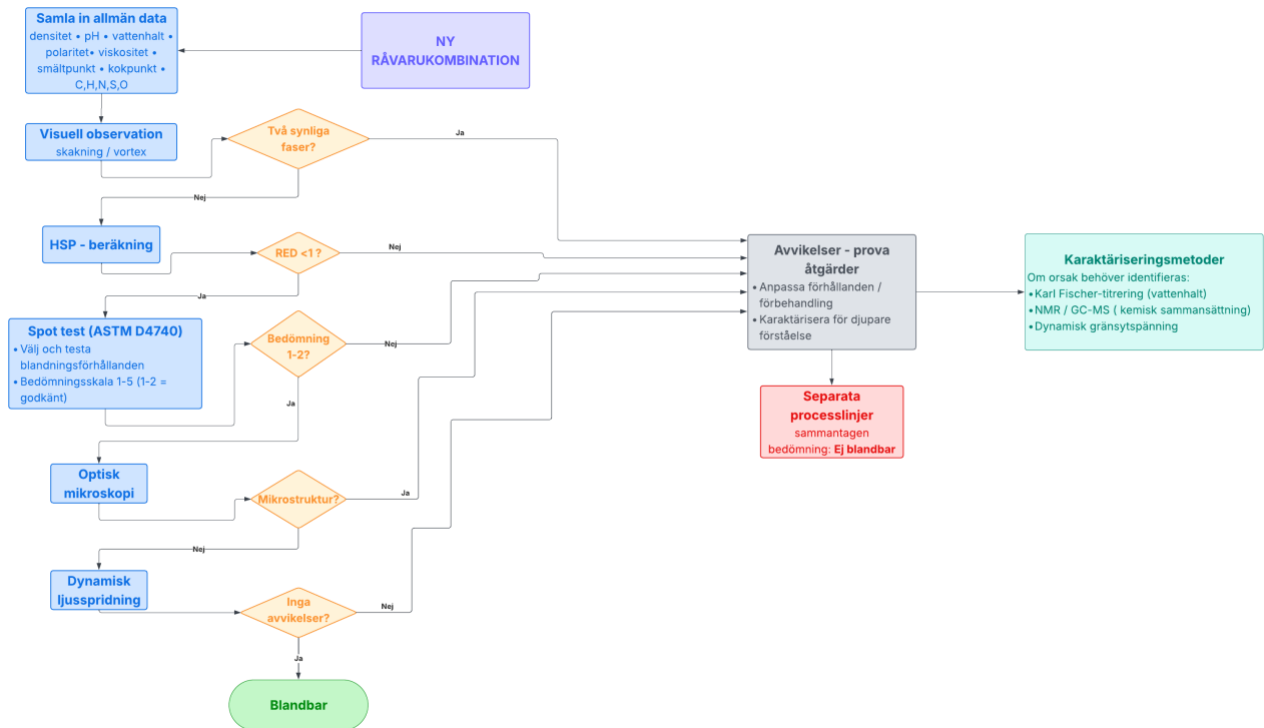 Samla in allmän data
densitet • pH • vattenhalt •
polaritet• viskositet •
smältpunkt • kokpunkt •
C,H,N,S,O
NY
RÅVARUKOMBINATION
Visuell observation
skakning / vortex
Två synliga
faser?
Ja
Nej
HSP - beräkning
RED <1 ?
Nej
Ja
Spot test (ASTM D4740)
• Välj och testa
blandningsförhållanden
• Bedömningsskala 1-5 (1-2 =
godkänt)
Bedömning
1-2?
Nej
Ja
Optisk
mikroskopi
Mikrostruktur?
Ja
Nej
Dynamisk
ljusspridning
Inga
avvikelser?
Nej
Ja
Blandbar
Avvikelser - prova
åtgärder
• Anpassa förhållanden /
förbehandling
• Karaktärisera för djupare
förståelse
Separata
processlinjer
sammantagen
bedömning: Ej blandbar
Karaktäriseringsmetoder
Om orsak behöver identifieras:
• Karl Fischer-titrering (vattenhalt)
• NMR / GC-MS ( kemisk sammansättning)
• Dynamisk gränsytspänning